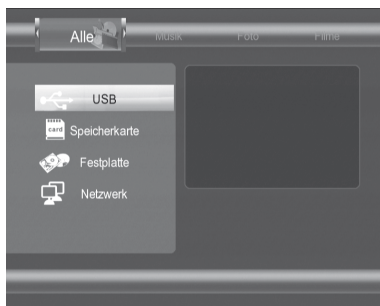 Alle Musik Foto Filme
USB
card Speicherkarte
Festplatte
Netzwerk